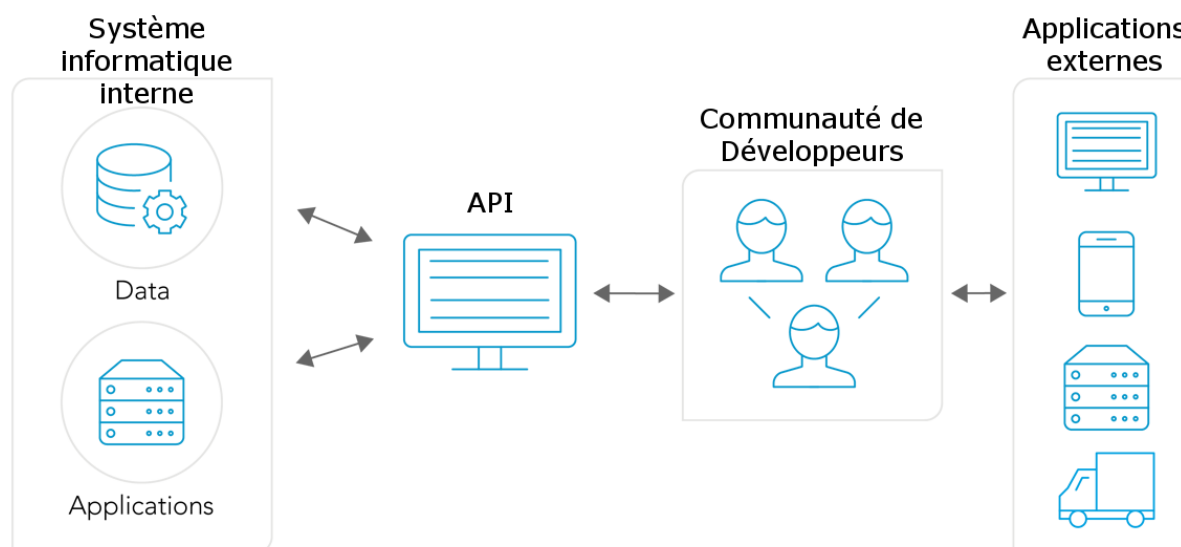 Système
informatique
interne
Data
Applications
API
Communauté de
Développeurs
Applications
externes